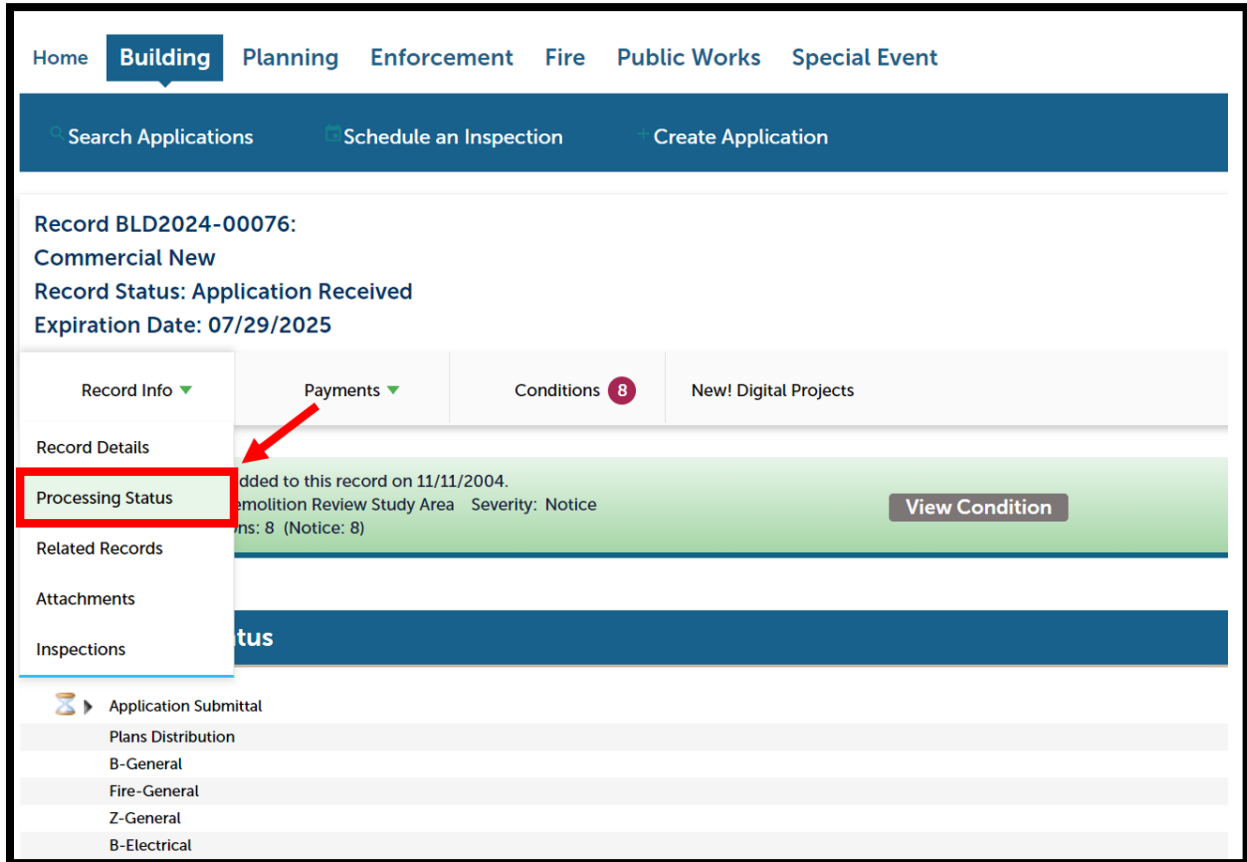 Home Building Planning Enforcement Fire Public Works Special Event
Search Applications Schedule an Inspection Create Application
Record BLD2024-00076:
Commercial New
Record Status: Application Received
Expiration Date: 07/29/2025
Record Info Payments Conditions 8 New! Digital Projects
Record Details
dded to this record on 11/11/2004.
Processing Status
emolition Review Study Area Severity: Notice
View Condition
ns: 8 (Notice: 8)
Related Records
Attachments
Inspections
tus
Application Submittal
Plans Distribution
B-General
Fire-General
Z-General
B-Electrical